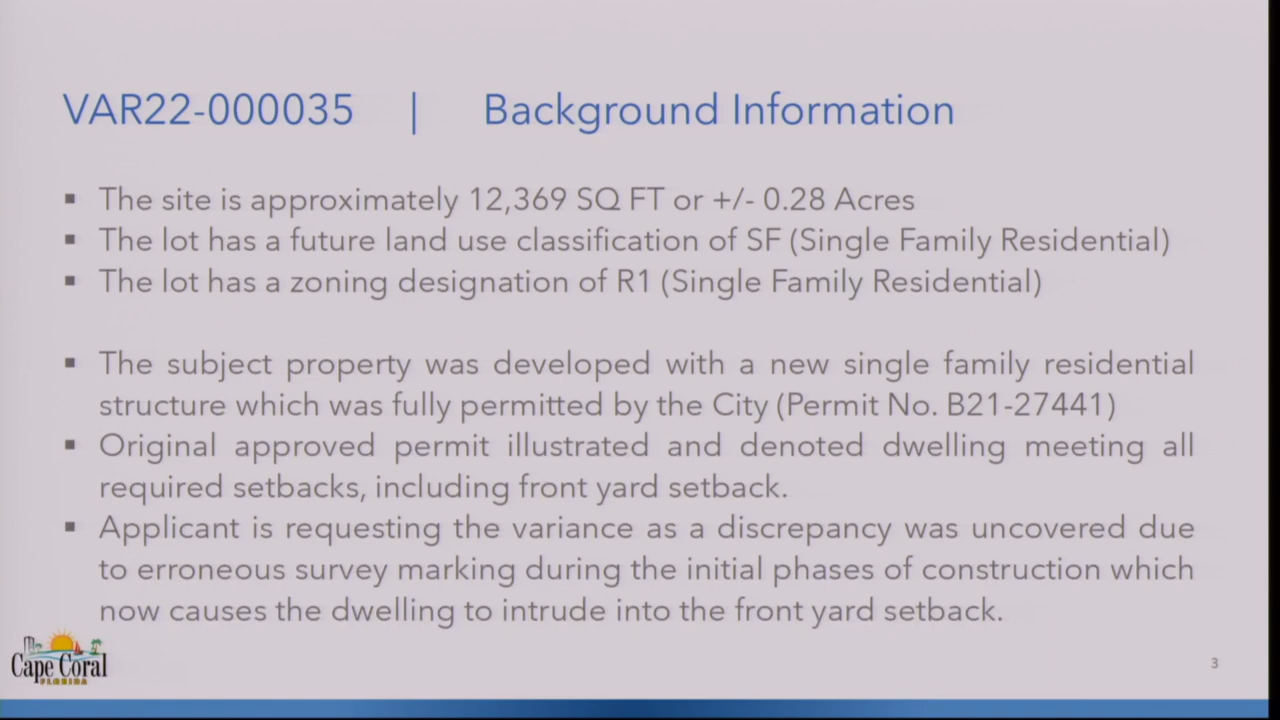 VAR22-000035 | Background Information
▪ The site is approximately 12,369 SQ FT or +/- 0.28 Acres
▪ The lot has a future land use classification of SF (Single Family Residential)
▪ The lot has a zoning designation of R1 (Single Family Residential)
▪ The subject property was developed with a new single family residential
structure which was fully permitted by the City (Permit No. B21-27441)
▪ Original approved permit illustrated and denoted dwelling meeting all
required setbacks, including front yard setback.
▪ Applicant is requesting the variance as a discrepancy was uncovered due
to erroneous survey marking during the initial phases of construction which
now causes the dwelling to intrude into the front yard setback.
Cape Coral
FLORIDA
3